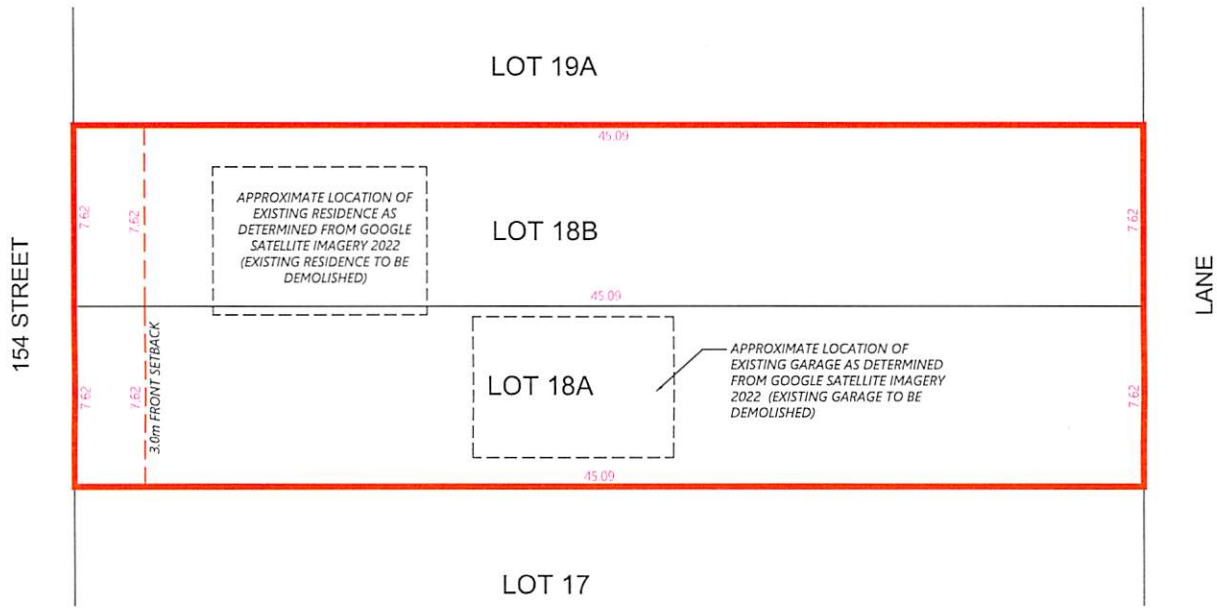 LOT 19A
45.09
154 STREET
7.62
7.62
APPROXIMATE LOCATION OF
EXISTING RESIDENCE AS
DETERMINED FROM GOOGLE
SATELLITE IMAGERY 2022
(EXISTING RESIDENCE TO BE
DEMOLISHED)
LOT 18B
7.62
LANE
45.09
7.62
7.62
3.0m FRONT SETBACK
LOT 18A
APPROXIMATE LOCATION OF
EXISTING GARAGE AS DETERMINED
FROM GOOGLE SATELLITE IMAGERY
2022 (EXISTING GARAGE TO BE
DEMOLISHED)
7.62
45.09
LOT 17